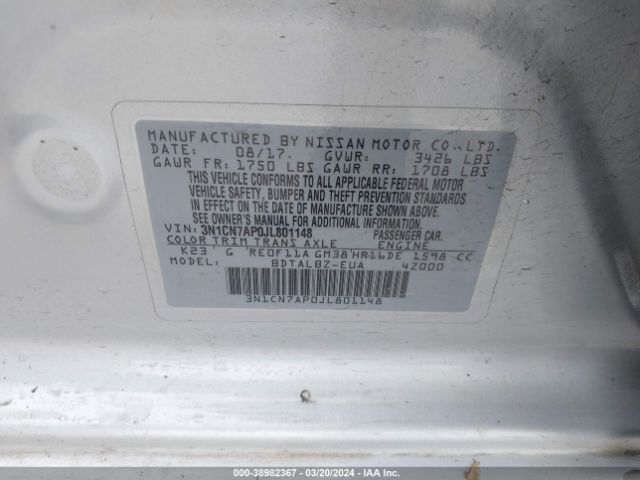 MANUFACTURED BY NISSAN MOTOR CO.,LTD.
DATE: 08/17. GVWR: 3426 LBS
GAWR FR: 1750 LBS GAWR RR: 1708 LBS
THIS VEHICLE CONFORMS TO ALL APPLICABLE FEDERAL MOTOR
VEHICLE SAFETY, BUMPER AND THEFT PREVENTION STANDARDS
IN EFFECT ON THE DATE OF MANUFACTURE SHOWN ABOVE.
SEE OWNER'S MANUAL FOR ADDITIONAL INFORMATION.
VIN: 3N1CN7AP0JL801148 PASSENGER CAR.
COLOR TRIM TRANS AXLE ENGINE
K23 G RE0F11A GM38 HR16DE 1598 CC
BDTALBZ-EUA 4Z000
3N1CN7AP0JL801148
000-38982367 - 03/20/2024 - IAA Inc.